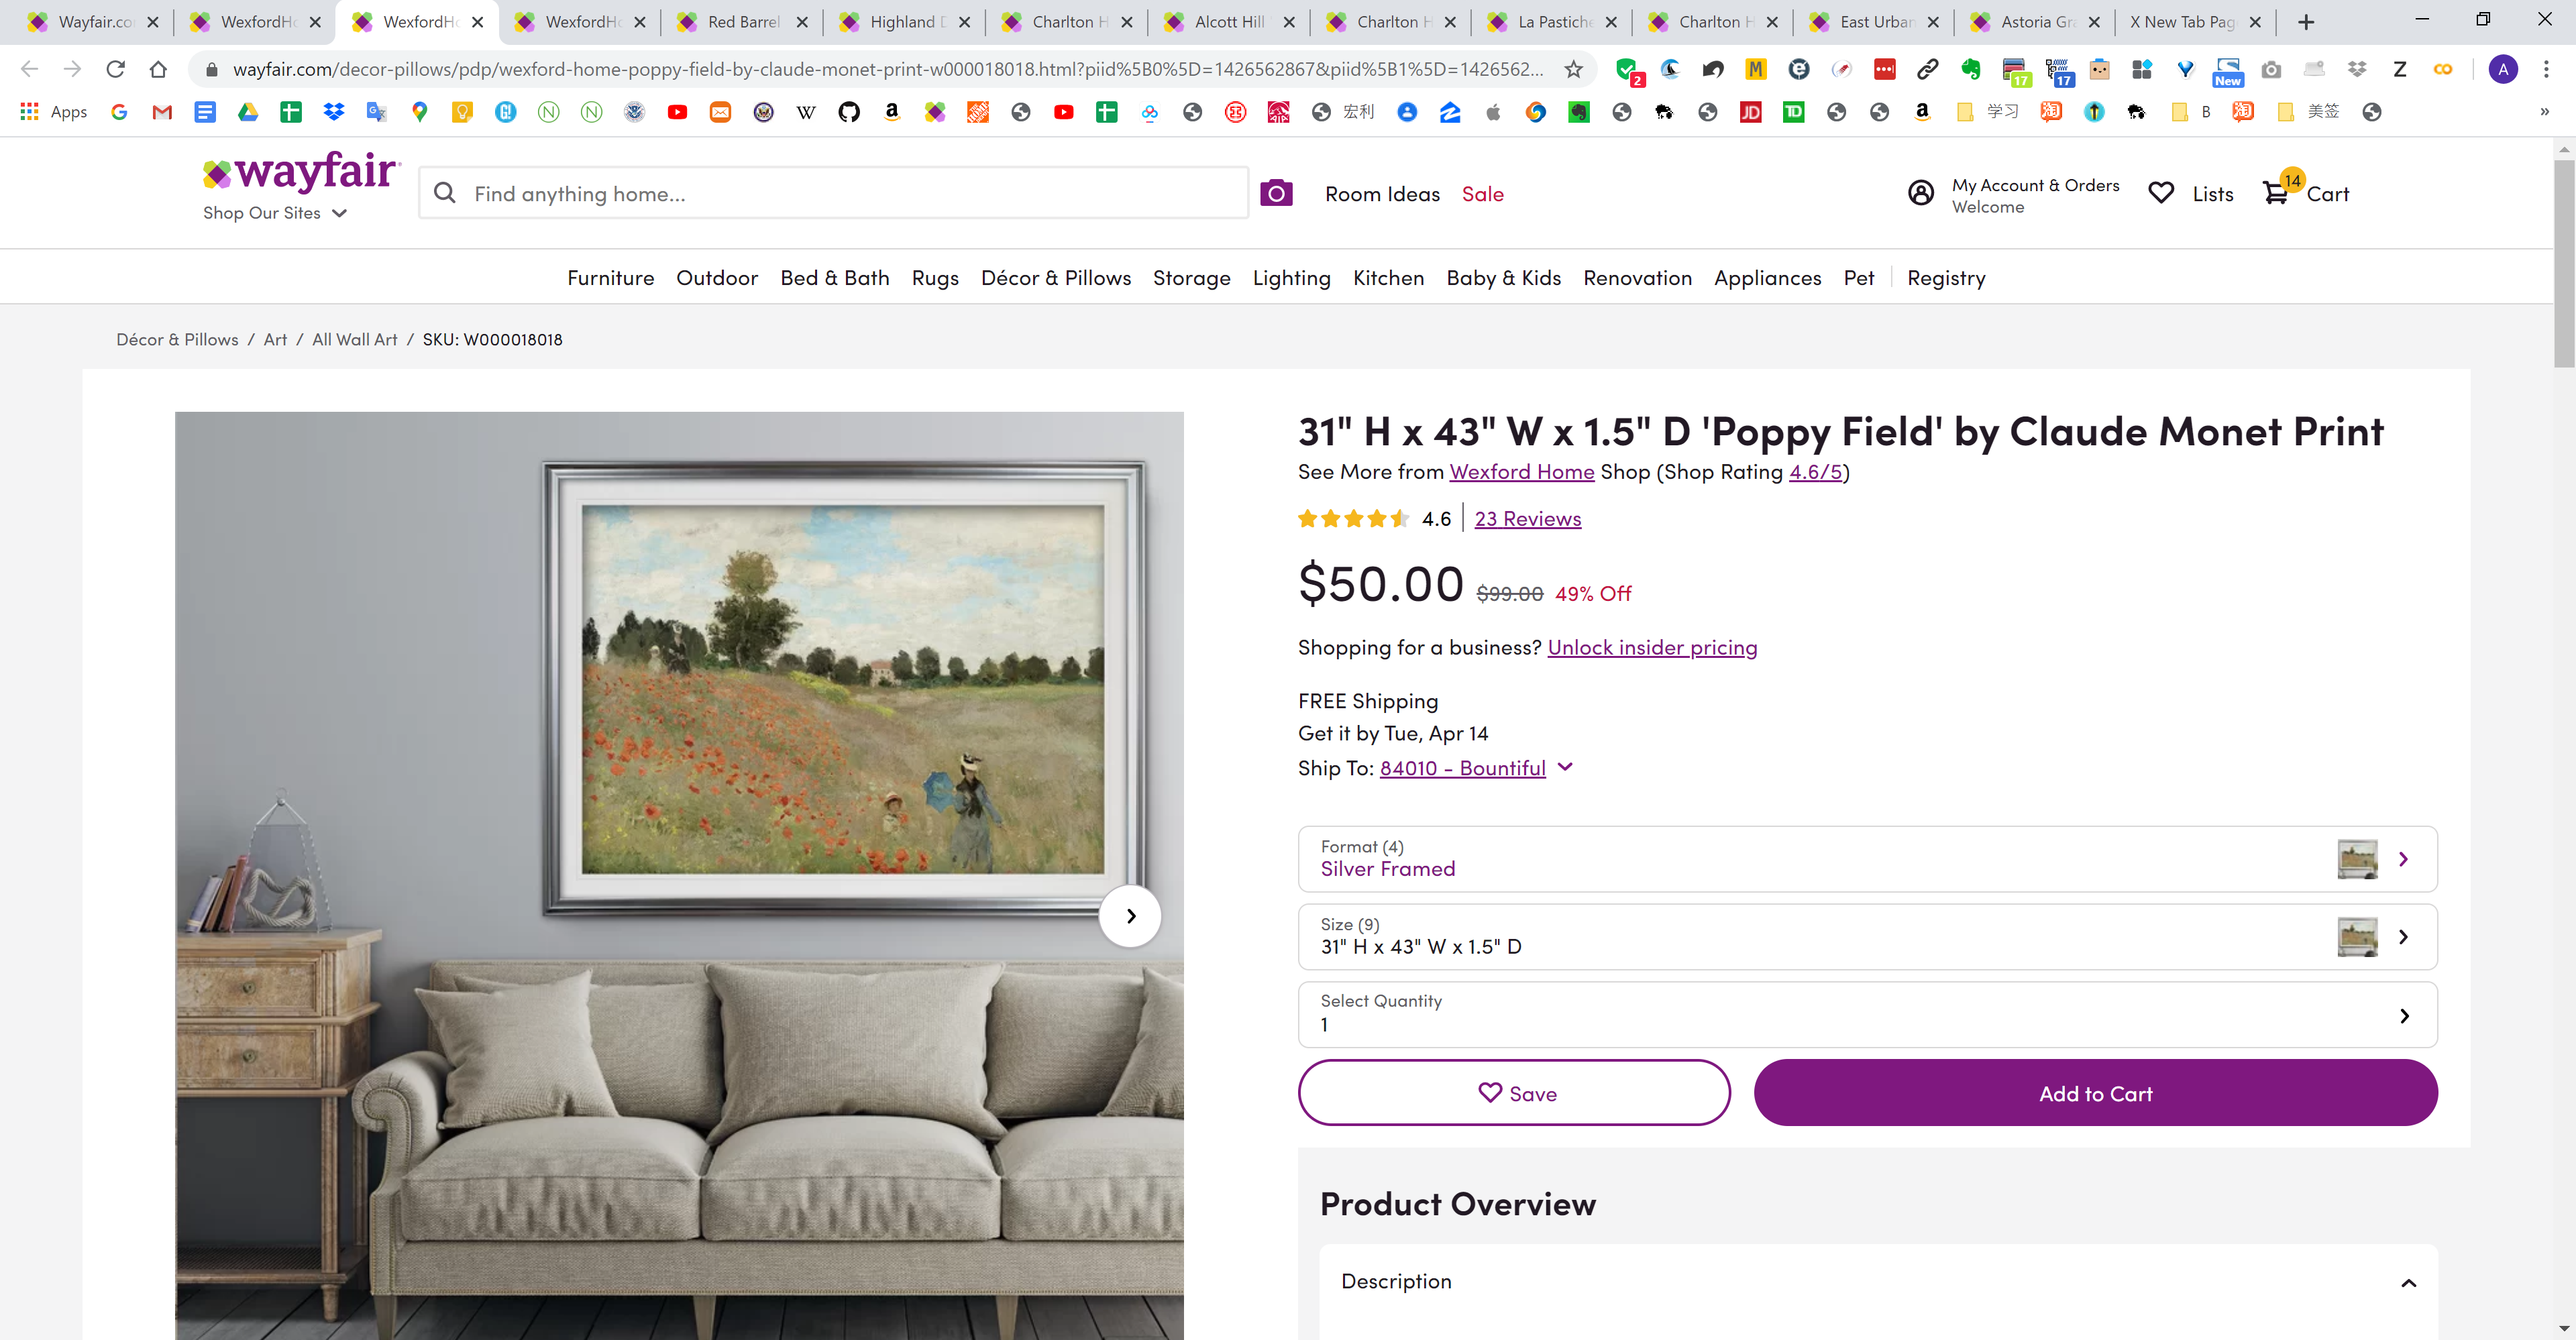 Wayfair.co
WexfordHo
WexfordHo
WexfordHo
Red Barrel
Highland D
Charlton H
Alcott Hill
Charlton H
La Pastiche
Charlton H
East Urban
Astoria Gra
X New Tab Pag
wayfair.com/decor-pillows/pdp/wexford-home-poppy-field-by-claude-monet-print-w000018018.html?piid%5B0%5D=1426562867&piid%5B1%5D=1426562...
2
17
17
New
A
Apps
宏利
学习
B
美签
»
wayfair
Shop Our Sites
Find anything home...
Room Ideas
Sale
My Account & Orders
Welcome
Lists
14
Cart
Furniture
Outdoor
Bed & Bath
Rugs
Décor & Pillows
Storage
Lighting
Kitchen
Baby & Kids
Renovation
Appliances
Pet
Registry
Décor & Pillows / Art / All Wall Art / SKU: W000018018
31" H x 43" W x 1.5" D 'Poppy Field' by Claude Monet Print
See More from Wexford Home Shop (Shop Rating 4.6/5)
4.6
23 Reviews
$50.00 $99.00 49% Off
Shopping for a business? Unlock insider pricing
FREE Shipping
Get it by Tue, Apr 14
Ship To: 84010 - Bountiful
Format (4)
Silver Framed
Size (9)
31" H x 43" W x 1.5" D
Select Quantity
1
Save
Add to Cart
Product Overview
Description